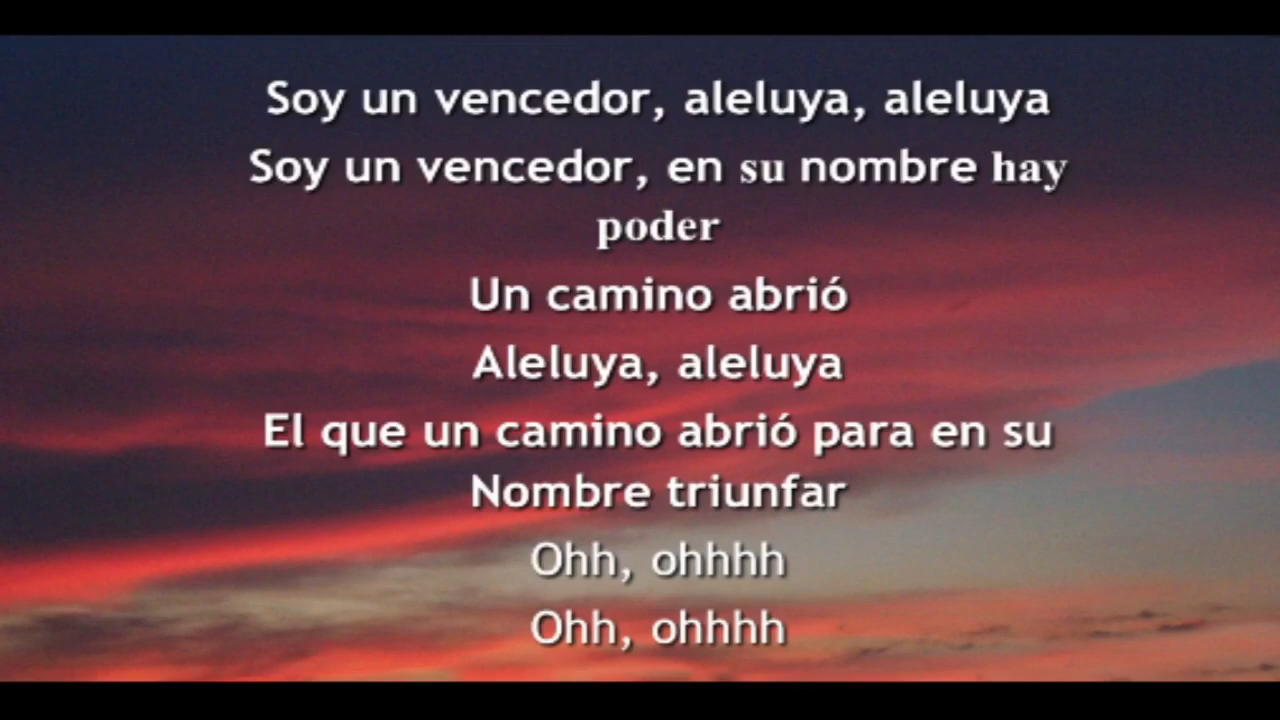 Soy un vencedor, aleluya, aleluya
Soy un vencedor, en su nombre hay
poder
Un camino abrió
Aleluya, aleluya
El que un camino abrió para en su
Nombre triunfar
Ohh, ohhhh
Ohh, ohhhh